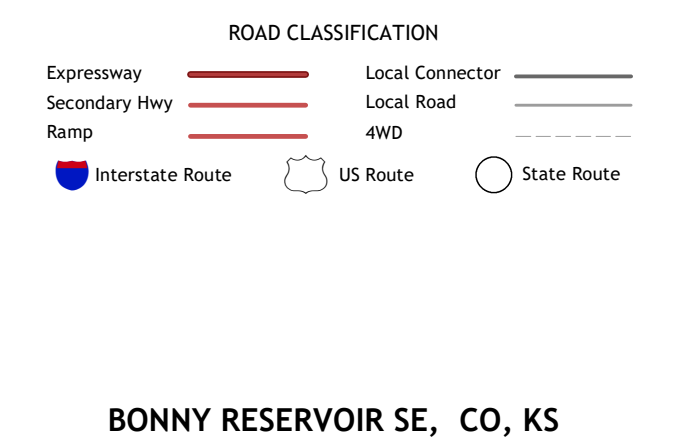 ROAD CLASSIFICATION
Expressway
Local Connector
Secondary Hwy
Local Road
Ramp
4WD
Interstate Route
US Route
State Route
BONNY RESERVOIR SE, CO, KS